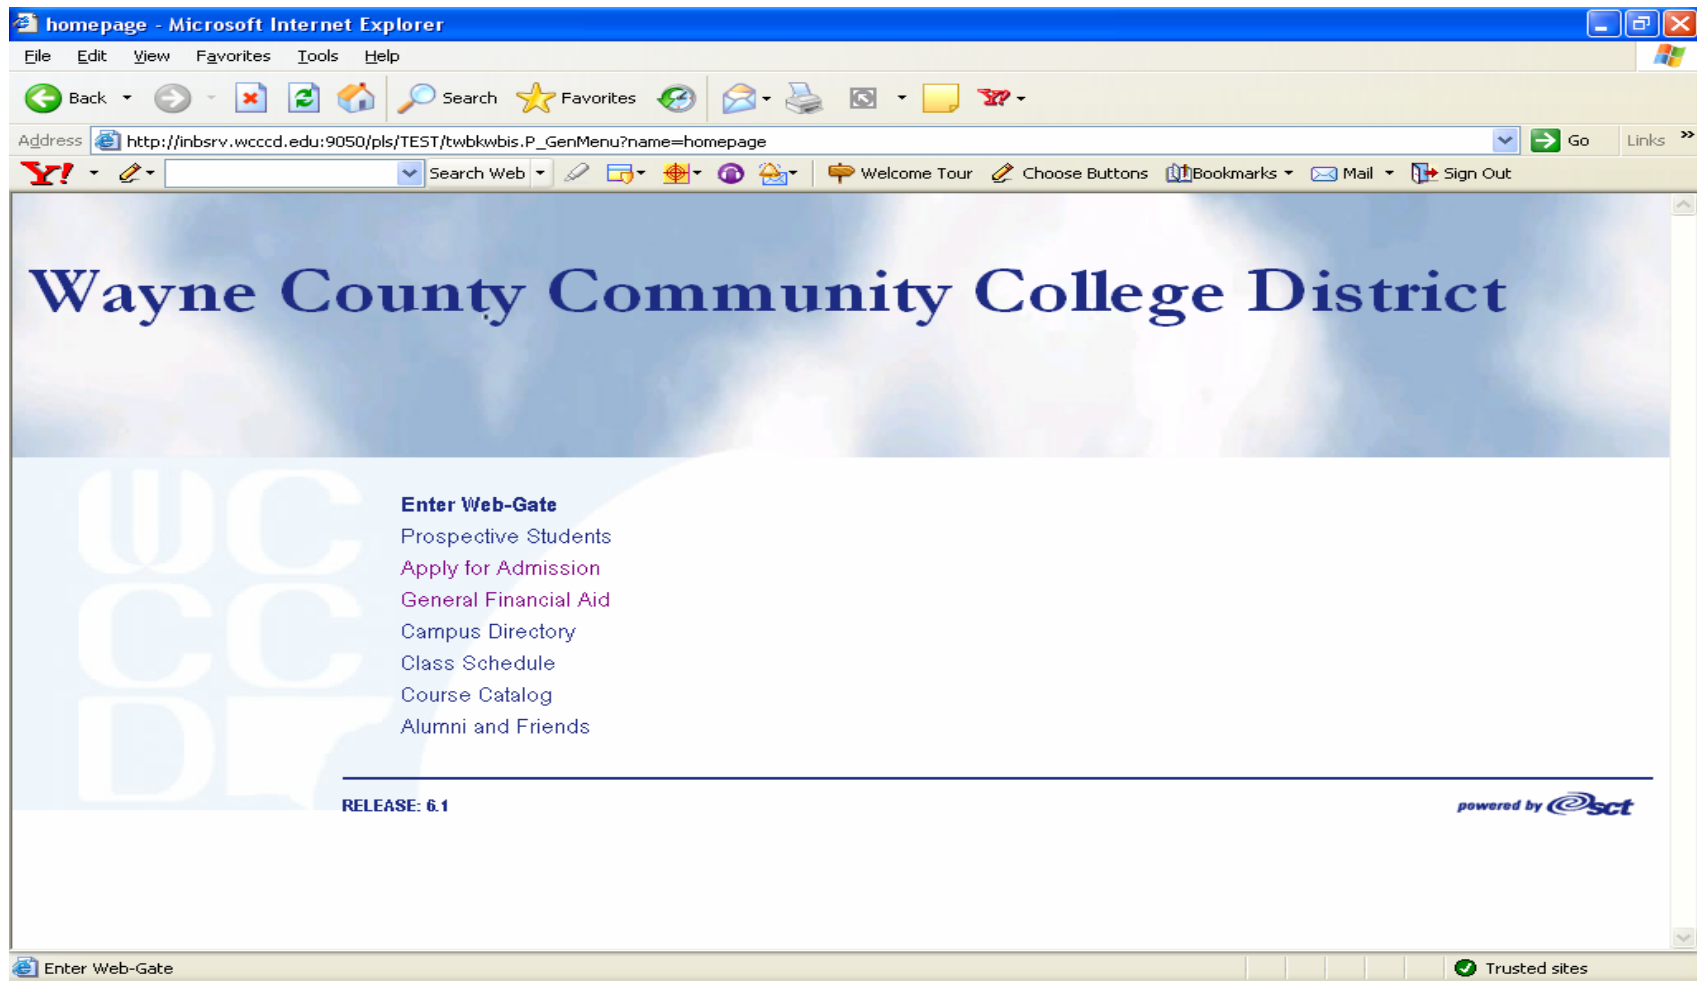 homepage - Microsoft Internet Explorer
File Edit View Favorites Tools Help
Back Search Favorites
Address http://inbsrv.wcccd.edu:9050/pls/TEST/twbkwbis.P_GenMenu?name=homepage Go Links »
Y! Search Web Welcome Tour Choose Buttons Bookmarks Mail Sign Out
Wayne County Community College District
WC
CC
D
Enter Web-Gate
Prospective Students
Apply for Admission
General Financial Aid
Campus Directory
Class Schedule
Course Catalog
Alumni and Friends
RELEASE: 6.1 powered by sct
Enter Web-Gate Trusted sites